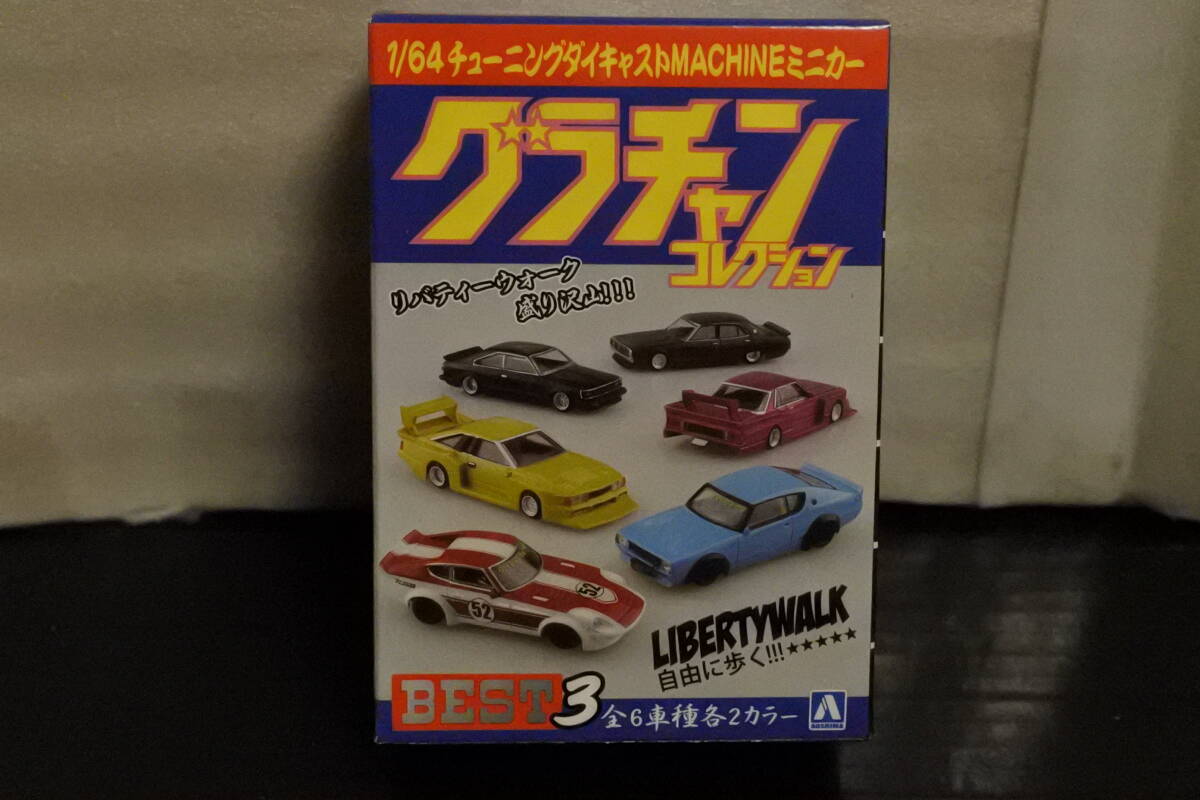 1/64チューニングダイキャストMACHINEミニカー
グラチャン
コレクション
リバティーウォーク
盛り沢山!!!
52
52
LIBERTYWALK
自由に歩く!!!★★★★★
BEST3
全6車種各2カラー
AOSHIMA